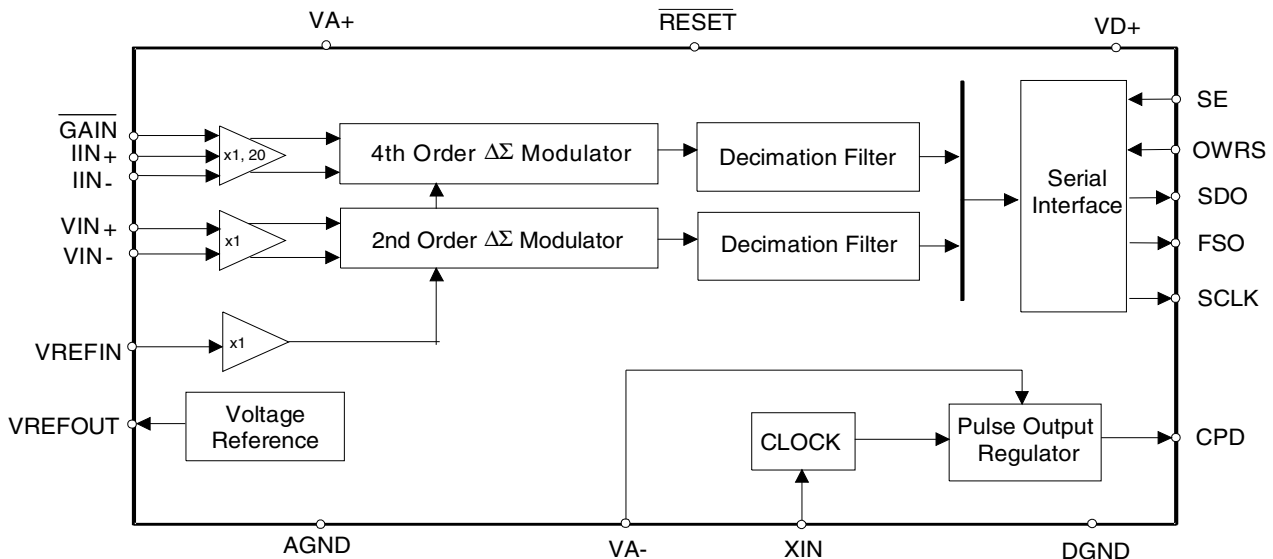 VA+
RESET
VD+
GAIN
IIN+
IIN-
x1, 20
4th Order ΔΣ Modulator
Decimation Filter
VIN+
VIN-
x1
2nd Order ΔΣ Modulator
Decimation Filter
Serial
Interface
SE
OWRS
SDO
FSO
SCLK
VREFIN
x1
VREFOUT
Voltage
Reference
CLOCK
Pulse Output
Regulator
CPD
AGND
VA-
XIN
DGND